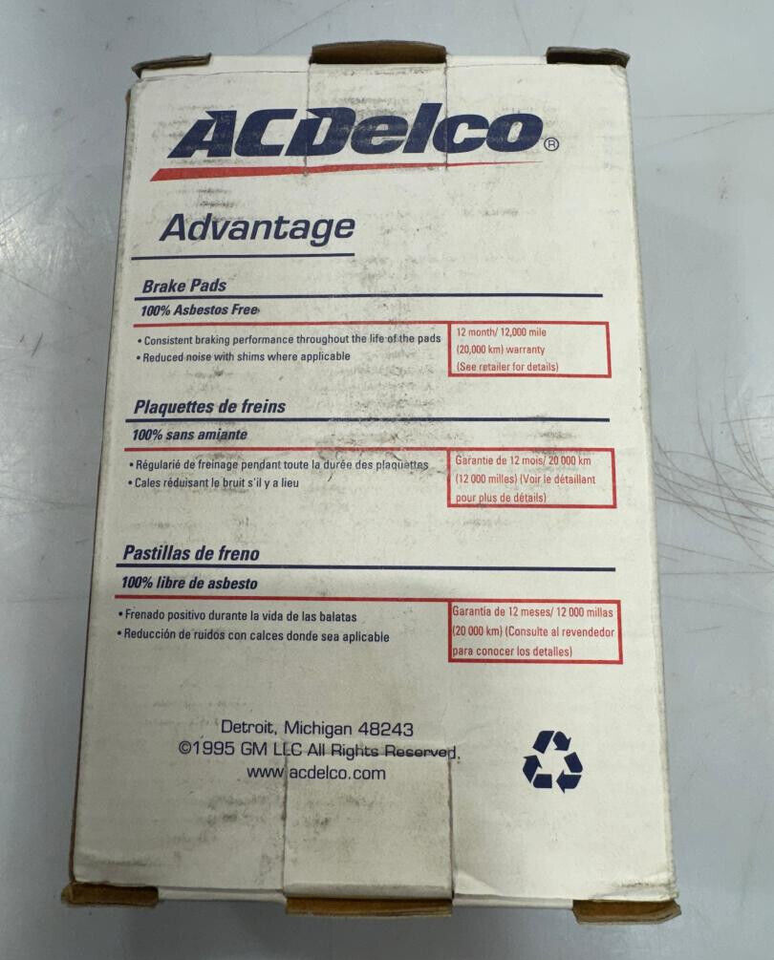 ACDelco®
Advantage
Brake Pads
100% Asbestos Free
• Consistent braking performance throughout the life of the pads
• Reduced noise with shims where applicable
12 month/ 12,000 mile
(20,000 km) warranty
(See retailer for details)
Plaquettes de freins
100% sans amiante
• Régularié de freinage pendant toute la durée des plaquettes
• Cales réduisant le bruit s'il y a lieu
Garantie de 12 mois/ 20 000 km
(12 000 milles) (Voir le détaillant
pour plus de détails)
Pastillas de freno
100% libre de asbesto
• Frenado positivo durante la vida de las balatas
• Reducción de ruidos con calces donde sea aplicable
Garantía de 12 meses/ 12 000 millas
(20 000 km) (Consulte al revendedor
para conocer los detalles)
Detroit, Michigan 48243
©1995 GM LLC All Rights Reserved.
www.acdelco.com